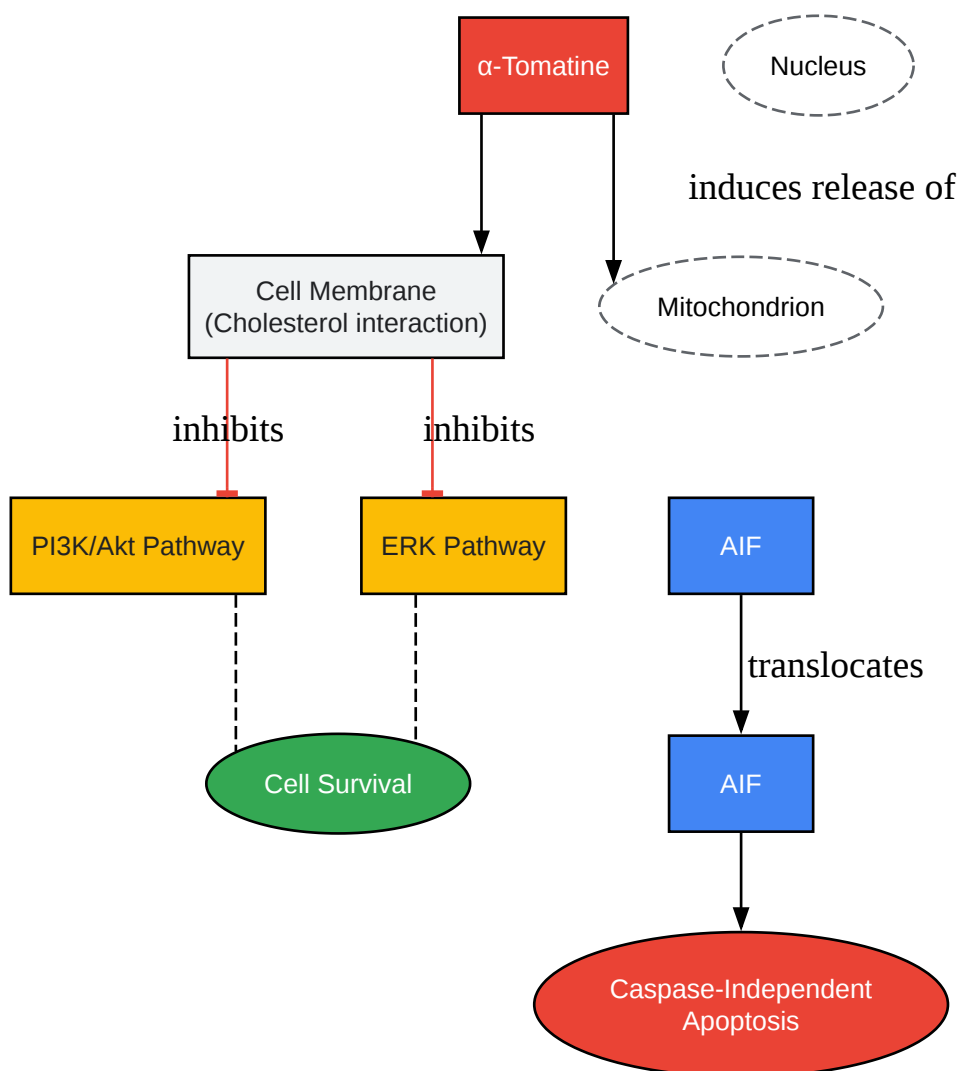 α-Tomatine
Nucleus
induces release of
Cell Membrane
(Cholesterol interaction)
Mitochondrion
inhibits
inhibits
PI3K/Akt Pathway
ERK Pathway
AIF
translocates
Cell Survival
AIF
Caspase-Independent
Apoptosis